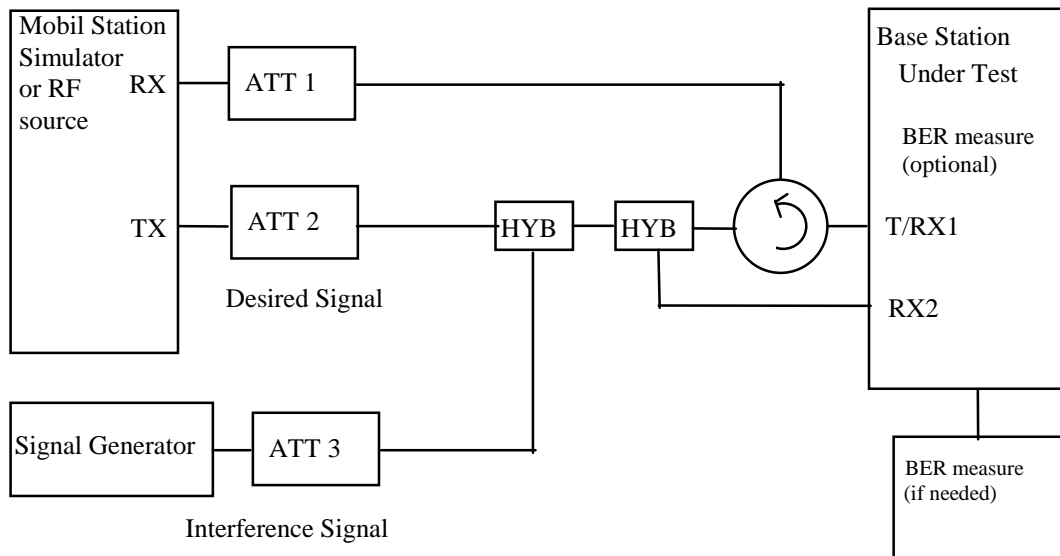 Mobil Station
Simulator
or RF
source
RX
TX
ATT 1
ATT 2
Desired Signal
HYB
HYB
Base Station
Under Test
BER measure
(optional)
T/RX1
RX2
Signal Generator
ATT 3
Interference Signal
BER measure
(if needed)